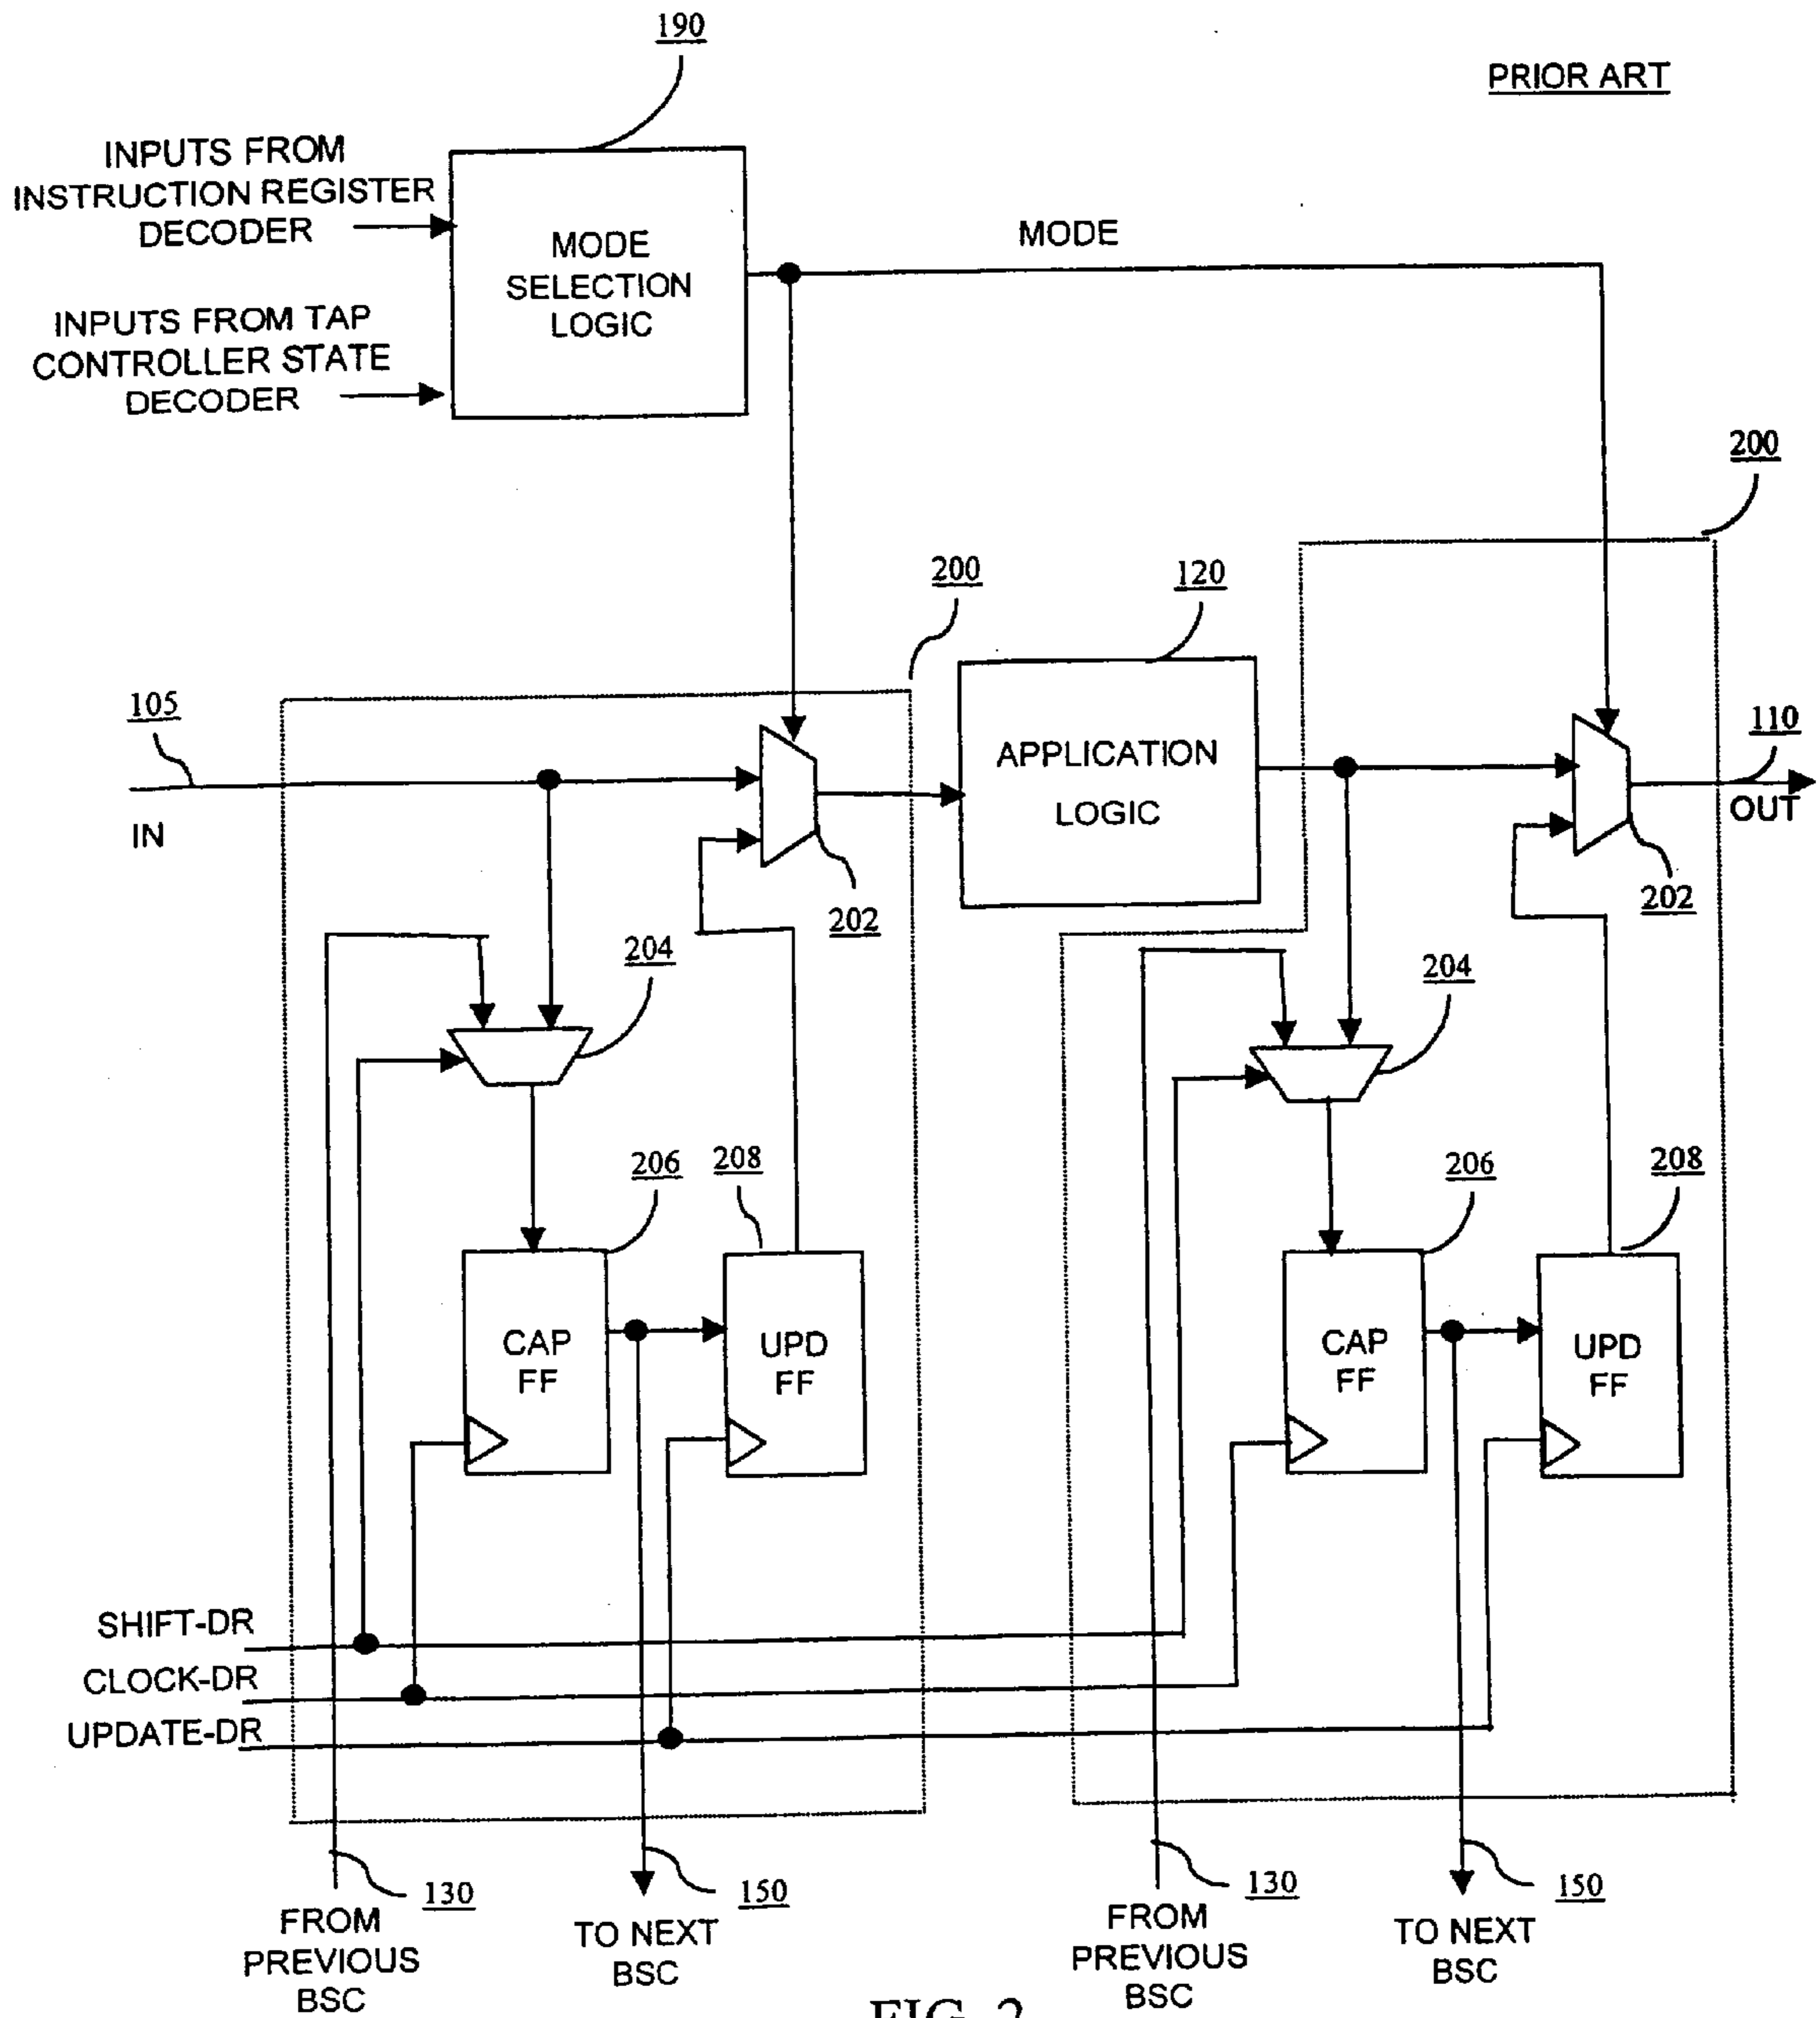 190
PRIOR ART
INPUTS FROM
INSTRUCTION REGISTER
DECODER
MODE
SELECTION
LOGIC
MODE
INPUTS FROM TAP
CONTROLLER STATE
DECODER
200
200
120
105
IN
APPLICATION
LOGIC
110
OUT
202
202
204
204
206
208
206
208
CAP
FF
UPD
FF
CAP
FF
UPD
FF
SHIFT-DR
CLOCK-DR
UPDATE-DR
130
150
130
150
FROM
PREVIOUS
BSC
TO NEXT
BSC
FROM
PREVIOUS
BSC
TO NEXT
BSC
FIG. 2